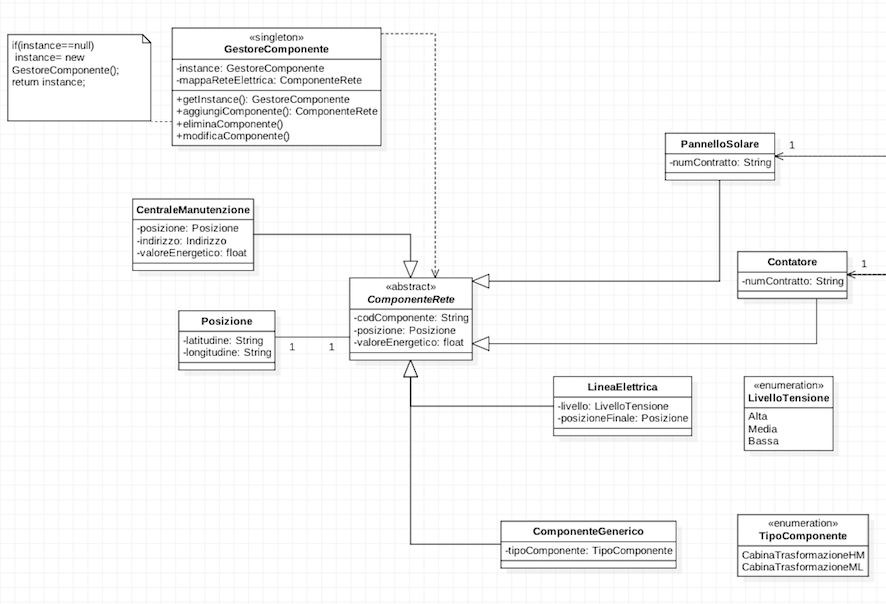 if(instance==null)
instance= new
GestoreComponente();
return instance;
«singleton»
GestoreComponente
-instance: GestoreComponente
-mappaReteElettrica: ComponenteRete
+getInstance(): GestoreComponente
+aggiungiComponente(): ComponenteRete
+eliminaComponente()
+modificaComponente()
PannelloSolare
-numContratto: String
1
CentraleManutenzione
-posizione: Posizione
-indirizzo: Indirizzo
-valoreEnergetico: float
Contatore
-numContratto: String
1
«abstract»
ComponenteRete
-codComponente: String
-posizione: Posizione
-valoreEnergetico: float
Posizione
-latitudine: String
-longitudine: String
1
1
LineaElettrica
-livello: LivelloTensione
-posizioneFinale: Posizione
«enumeration»
LivelloTensione
Alta
Media
Bassa
ComponenteGenerico
-tipoComponente: TipoComponente
«enumeration»
TipoComponente
CabinaTrasformazioneHM
CabinaTrasformazioneML